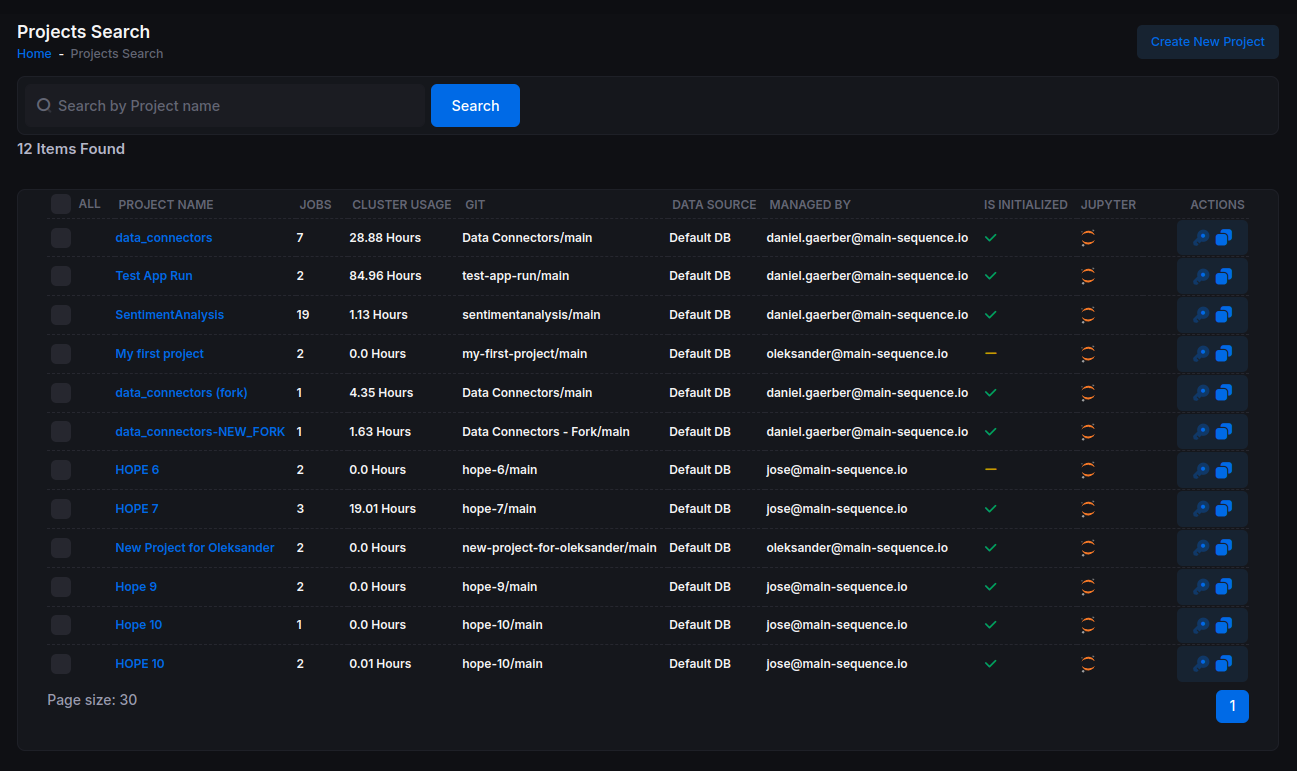 Projects Search
Home - Projects Search
Create New Project
Search by Project name
Search
12 Items Found
ALL PROJECT NAME JOBS CLUSTER USAGE GIT DATA SOURCE MANAGED BY IS INITIALIZED JUPYTER ACTIONS
data_connectors 7 28.88 Hours Data Connectors/main Default DB daniel.gaerber@main-sequence.io
Test App Run 2 84.96 Hours test-app-run/main Default DB daniel.gaerber@main-sequence.io
SentimentAnalysis 19 1.13 Hours sentimentanalysis/main Default DB daniel.gaerber@main-sequence.io
My first project 2 0.0 Hours my-first-project/main Default DB oleksander@main-sequence.io
data_connectors (fork) 1 4.35 Hours Data Connectors/main Default DB daniel.gaerber@main-sequence.io
data_connectors-NEW_FORK 1 1.63 Hours Data Connectors - Fork/main Default DB daniel.gaerber@main-sequence.io
HOPE 6 2 0.0 Hours hope-6/main Default DB jose@main-sequence.io
HOPE 7 3 19.01 Hours hope-7/main Default DB jose@main-sequence.io
New Project for Oleksander 2 0.0 Hours new-project-for-oleksander/main Default DB oleksander@main-sequence.io
Hope 9 2 0.0 Hours hope-9/main Default DB jose@main-sequence.io
Hope 10 1 0.0 Hours hope-10/main Default DB jose@main-sequence.io
HOPE 10 2 0.01 Hours hope-10/main Default DB jose@main-sequence.io
Page size: 30
1